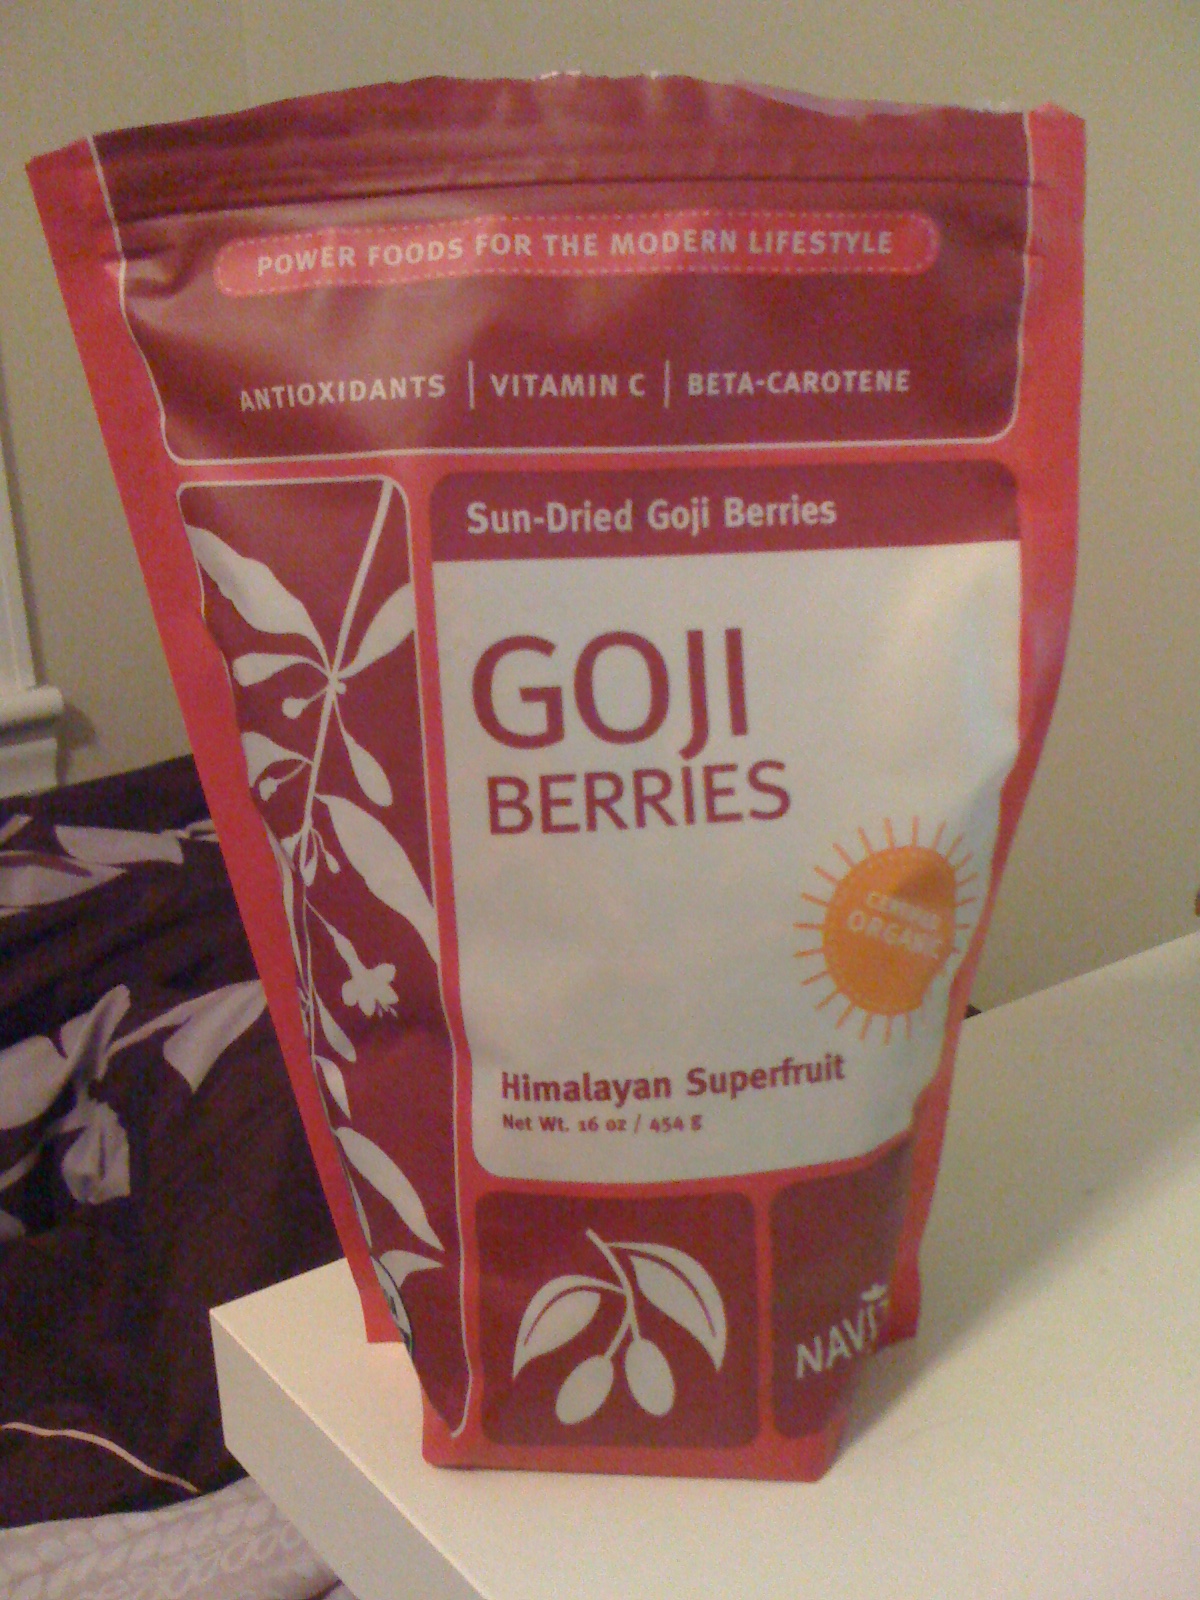 POWER FOODS FOR THE MODERN LIFESTYLE
ANTIOXIDANTS | VITAMIN C | BETA-CAROTENE
Sun-Dried Goji Berries
GOJI
BERRIES
CERTIFIED
ORGANIC
Himalayan Superfruit
Net Wt. 16 oz / 454 g
NAVIT